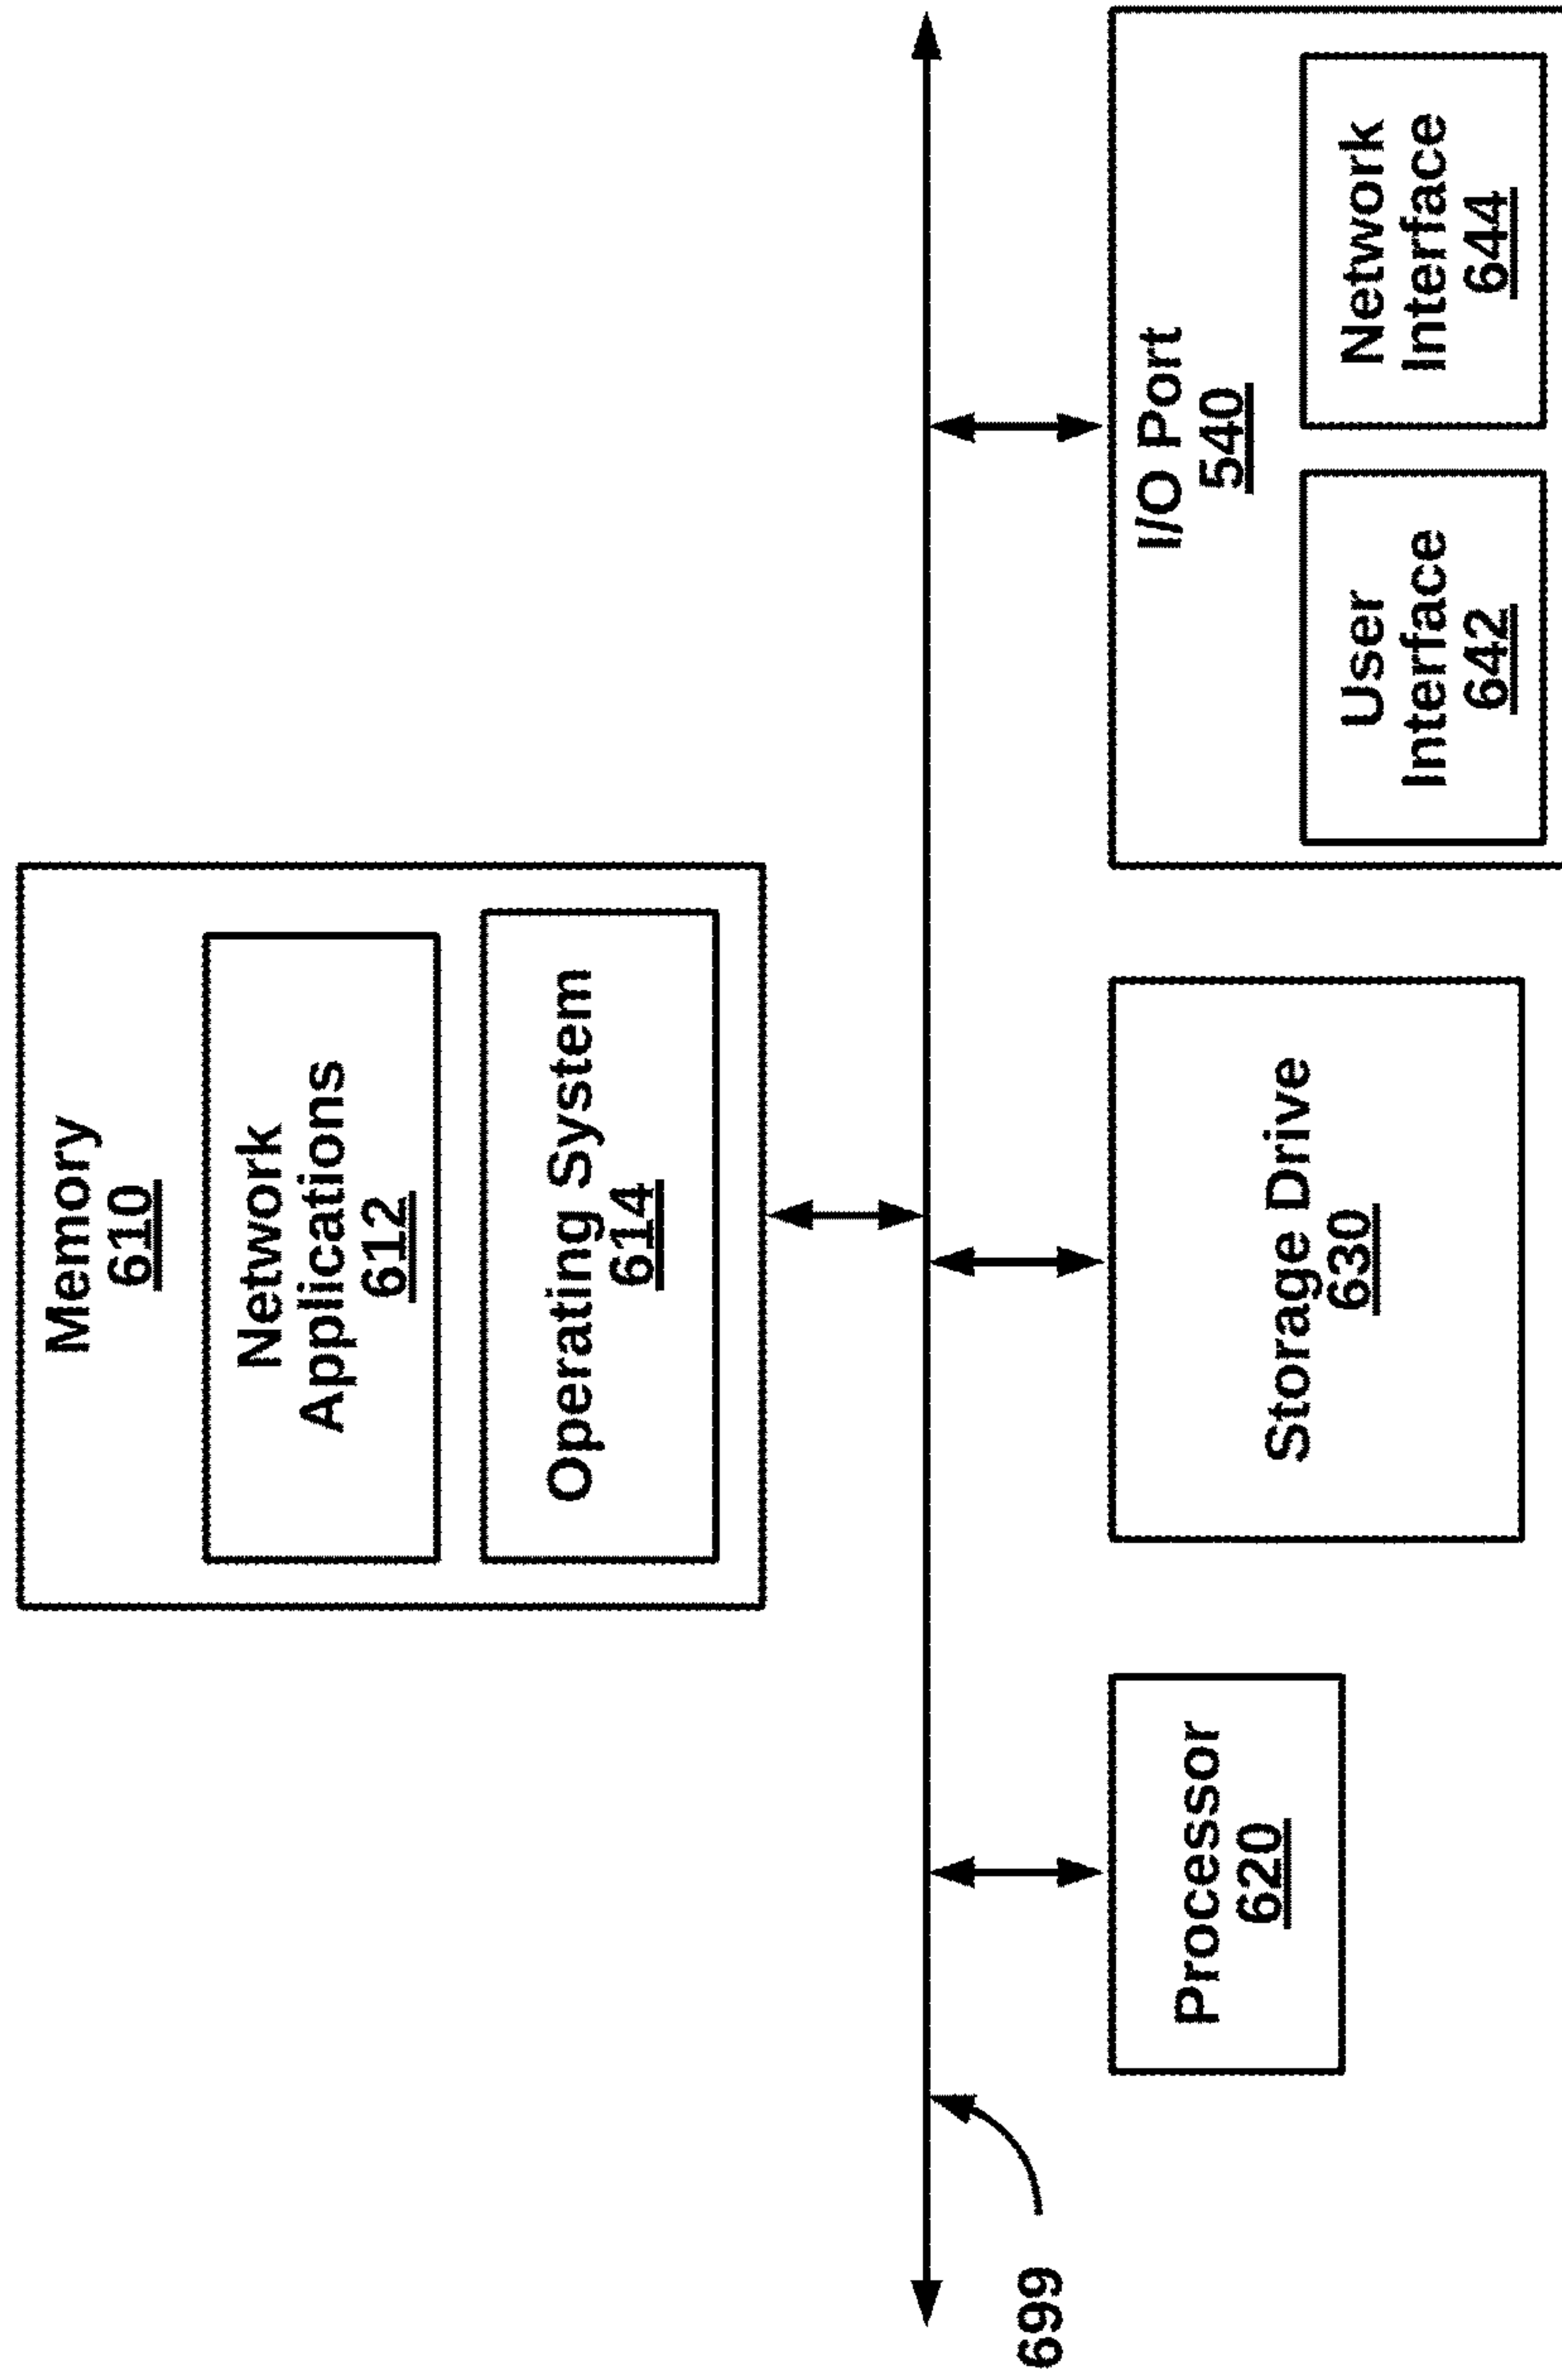 Memory
610
Network
Applications
612
Operating System
614
699
Processor
620
Storage Drive
630
I/O Port
540
User
Interface
642
Network
Interface
644